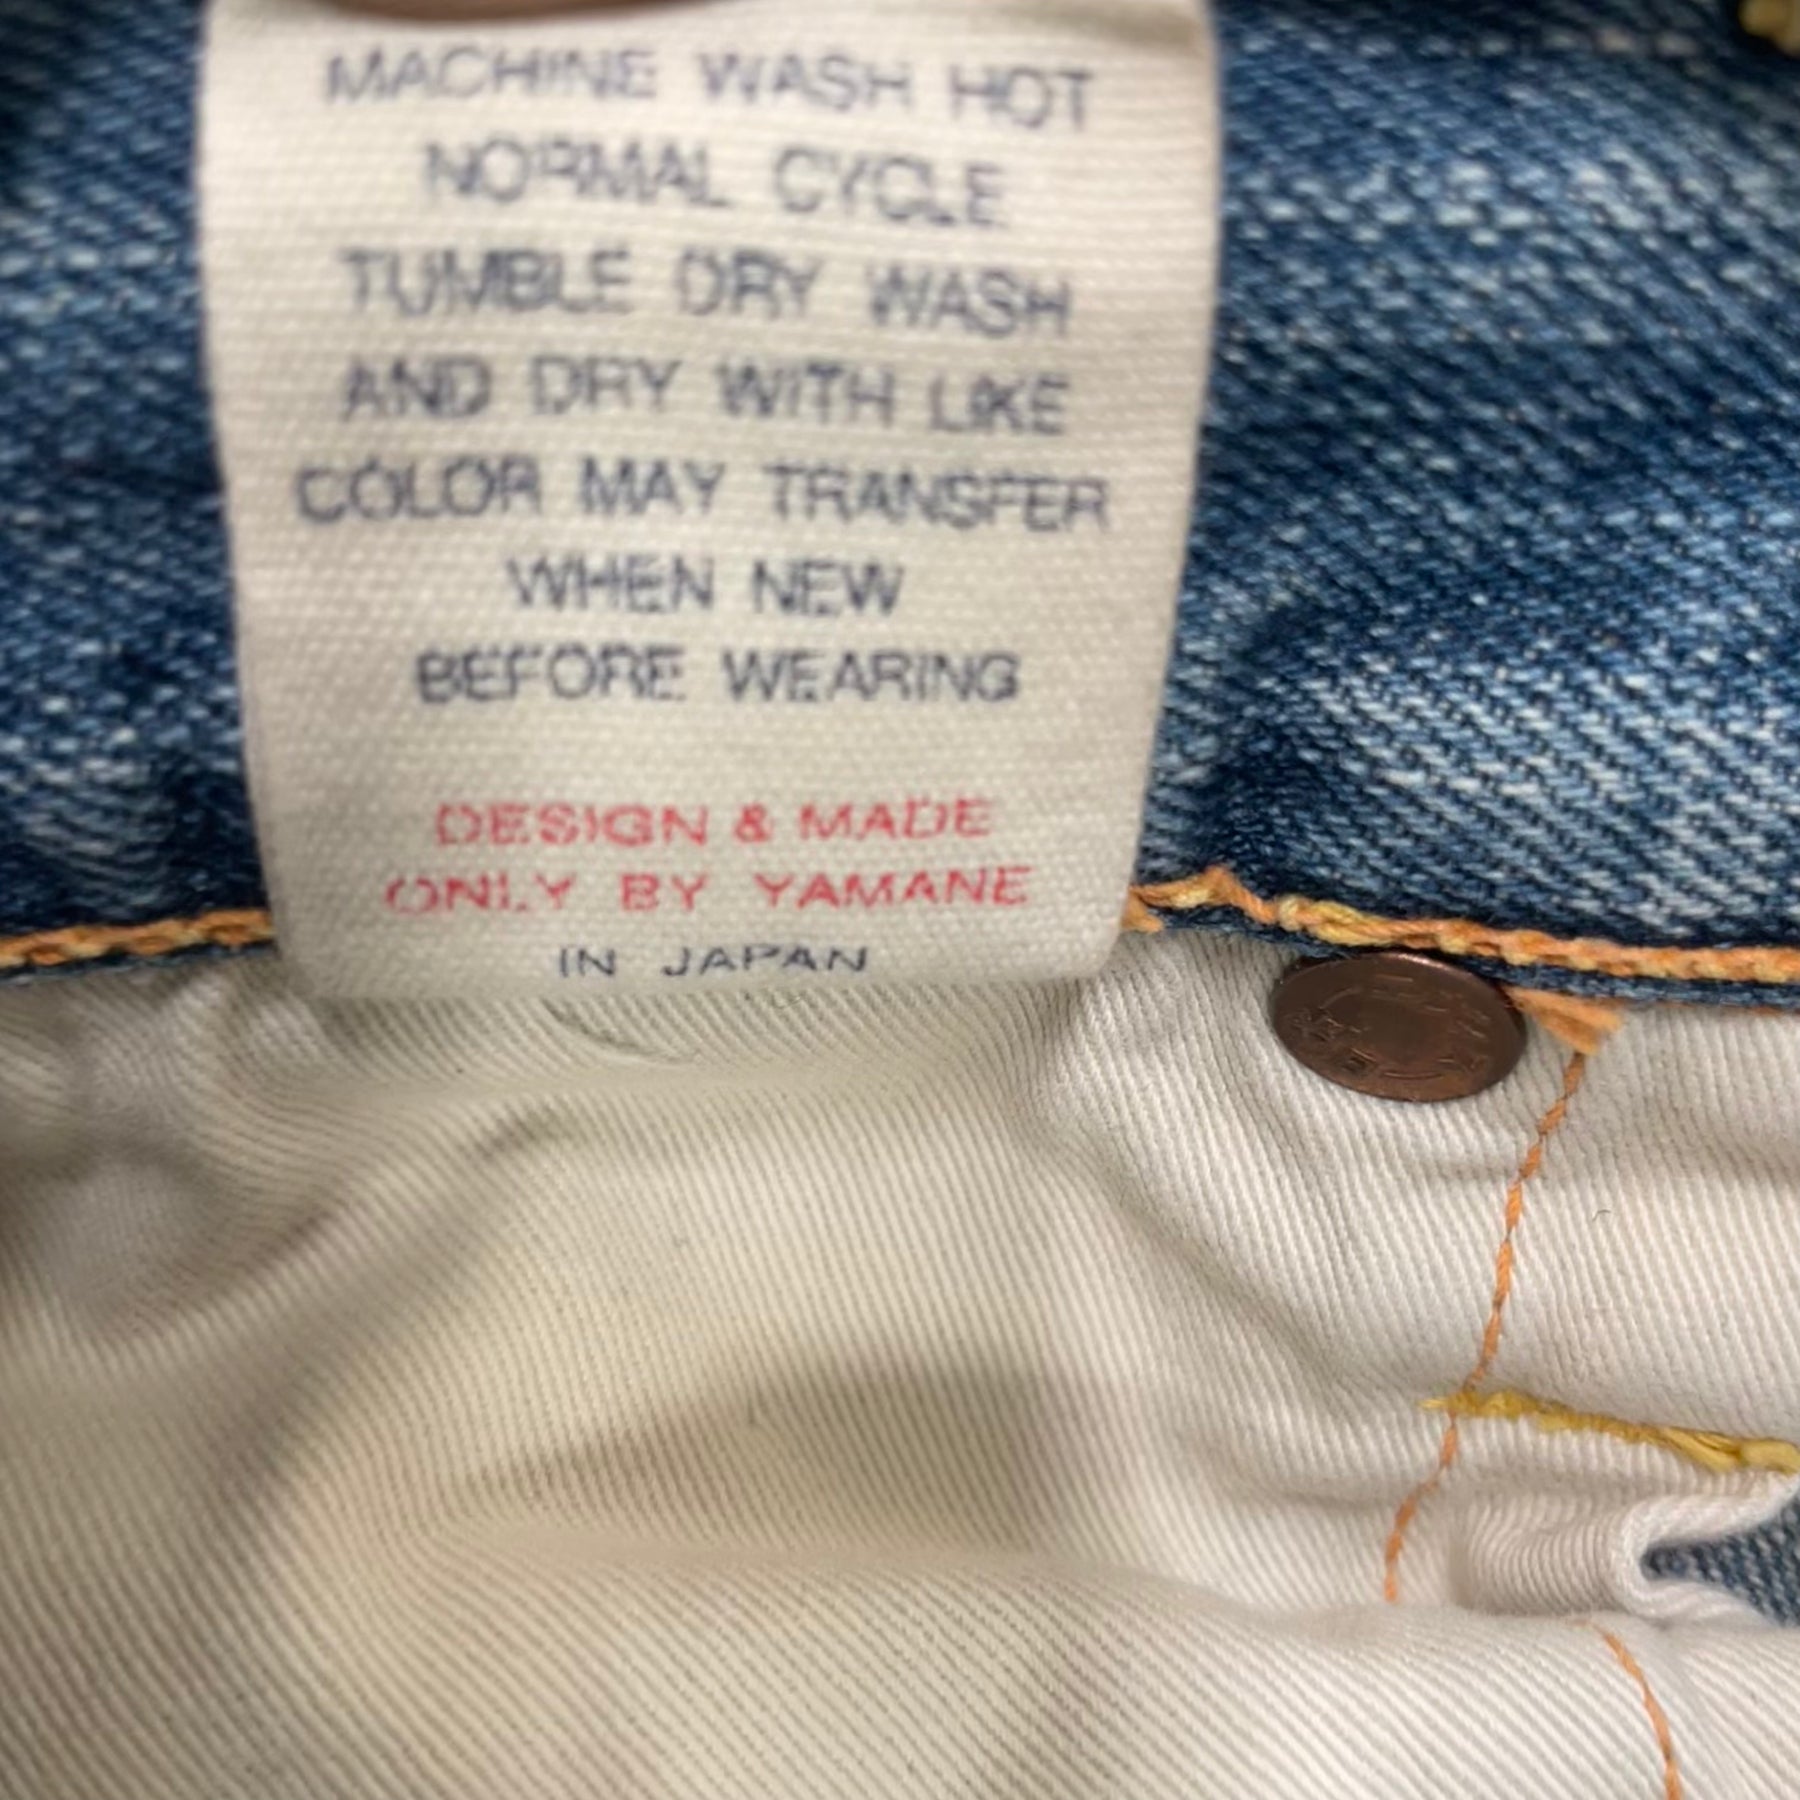 MACHINE WASH HOT
NORMAL CYCLE
TUMBLE DRY WASH
AND DRY WITH LIKE
COLOR MAY TRANSFER
WHEN NEW
BEFORE WEARING
DESIGN & MADE
ONLY BY YAMANE
IN JAPAN